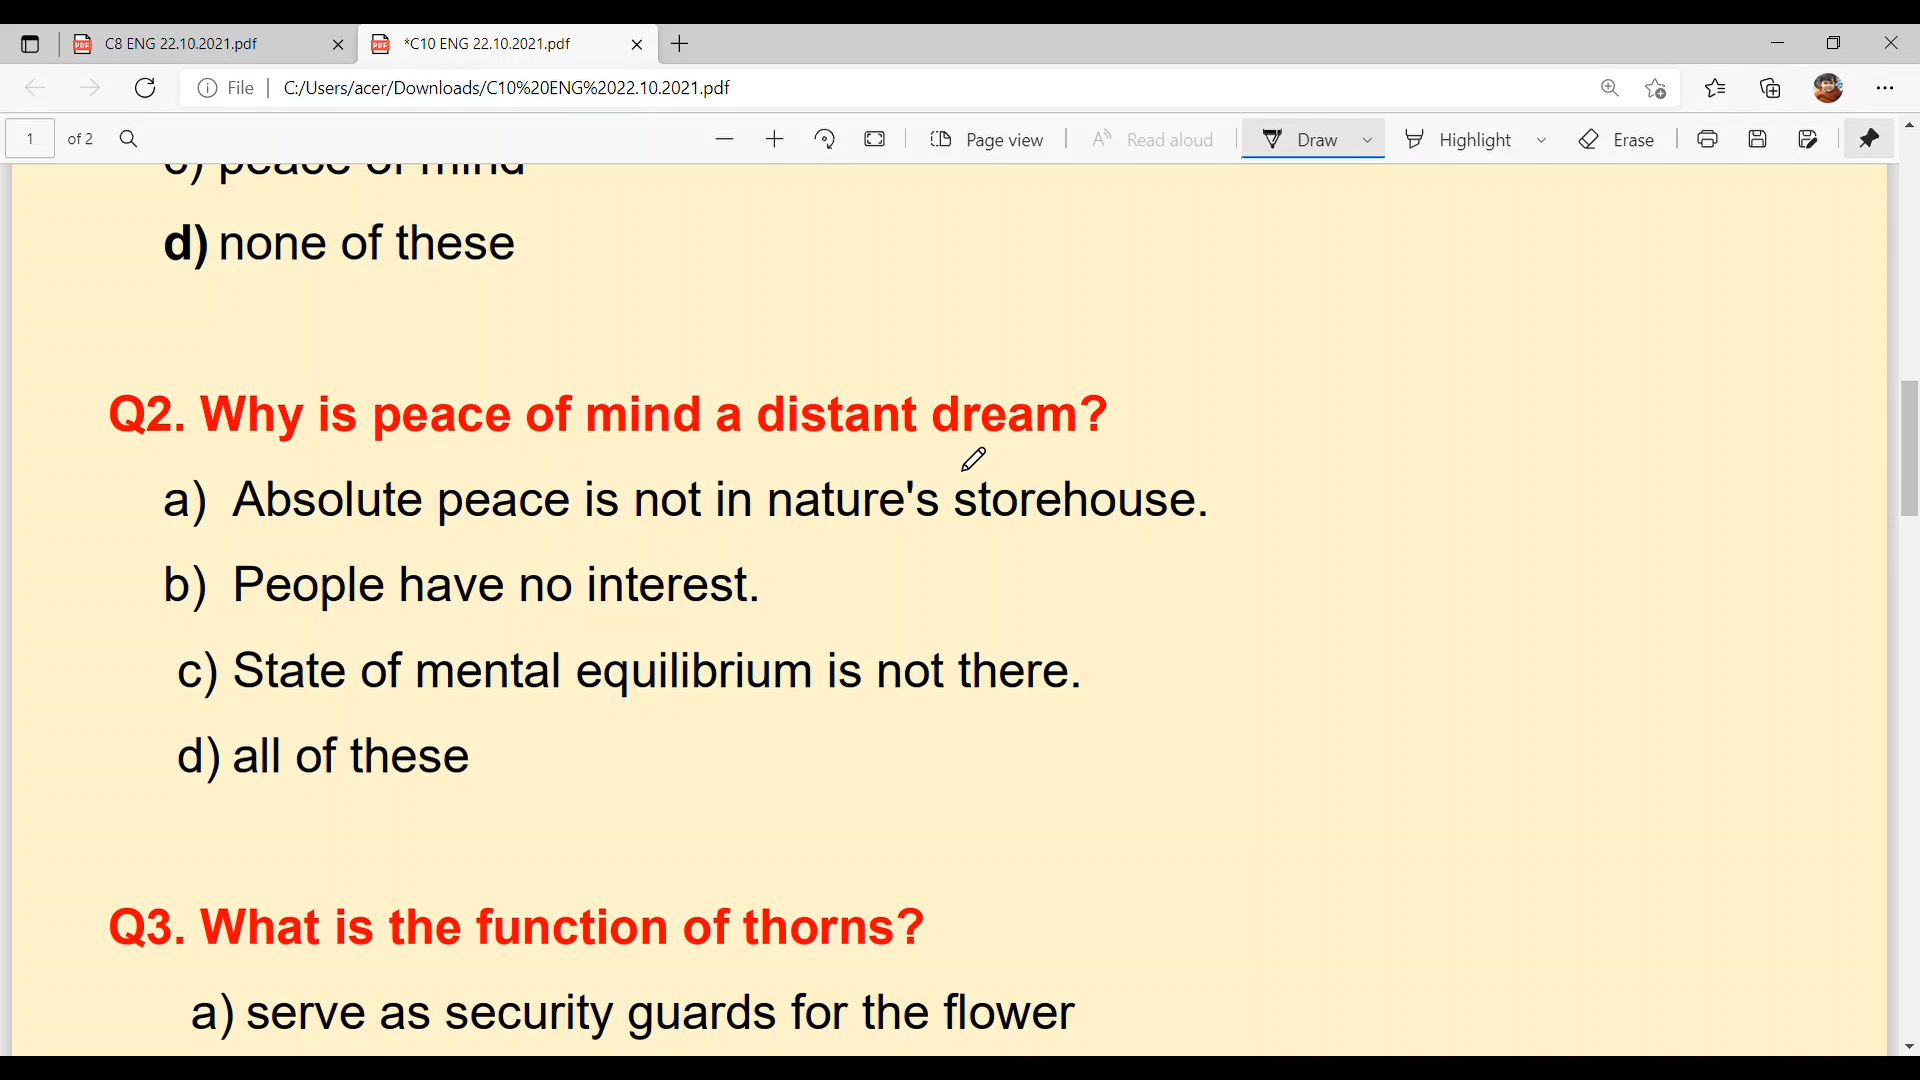 C8 ENG 22.10.2021.pdf
*C10 ENG 22.10.2021.pdf
File
C:/Users/acer/Downloads/C10%20ENG%2022.10.2021.pdf
1 of 2
Page view
Read aloud
Draw
Highlight
Erase
c) peace of mind
d) none of these
Q2. Why is peace of mind a distant dream?
a) Absolute peace is not in nature's storehouse.
b) People have no interest.
c) State of mental equilibrium is not there.
d) all of these
Q3. What is the function of thorns?
a) serve as security guards for the flower